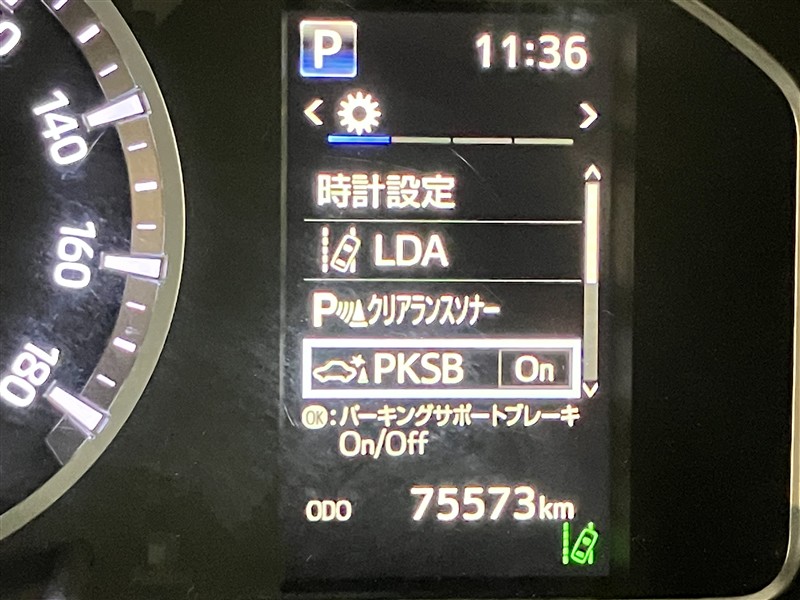 P 11:36
140
時計設定
LDA
160
Pクリアランスソナー
PKSB On
180
OK:パーキングサポートブレーキ
On/Off
ODO 75573km